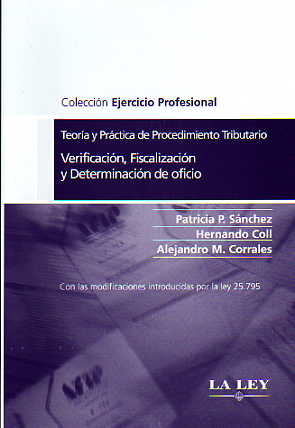 Colección Ejercicio Profesional
Teoría y Práctica de Procedimiento Tributario
Verificación, Fiscalización
y Determinación de oficio
Patricia P. Sánchez
Hernando Coll
Alejandro M. Corrales
Con las modificaciones introducidas por la ley 25.795
LA LEY